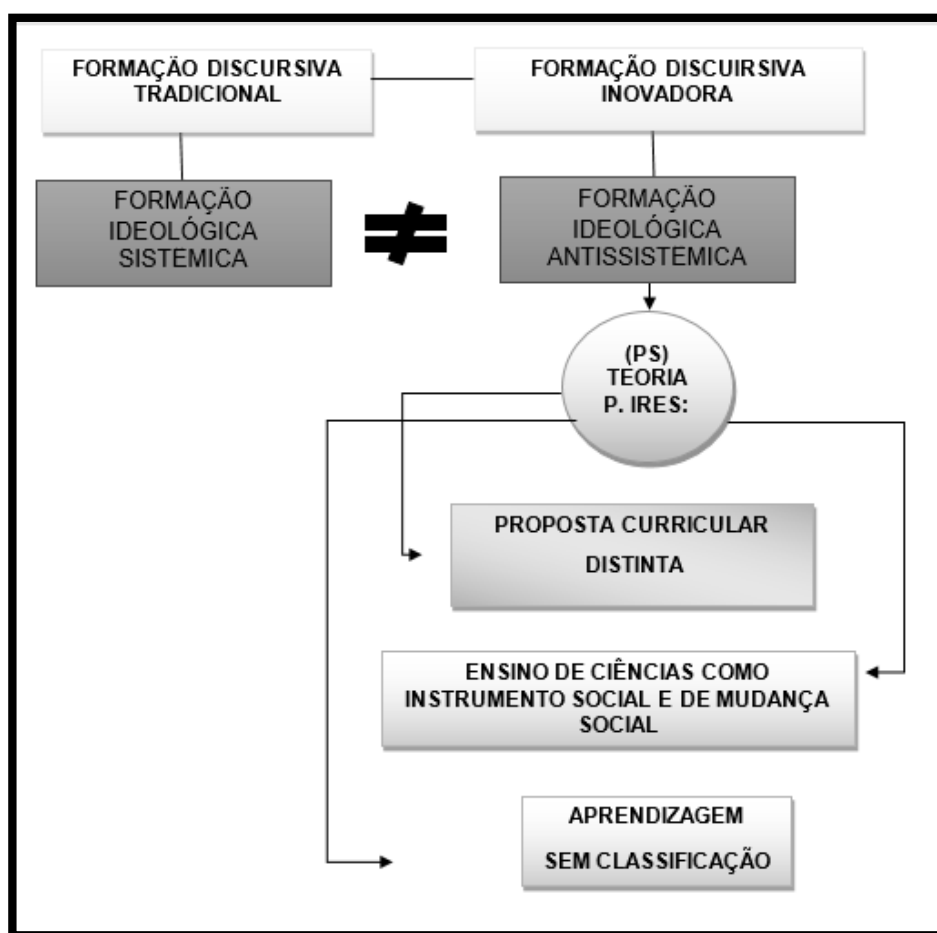 FORMAÇÃO DISCURSIVA
TRADICIONAL
FORMAÇÃO DISCUIRSIVA
INOVADORA
FORMAÇÃO
IDEOLÓGICA
SISTEMICA
≠
FORMAÇÃO
IDEOLÓGICA
ANTISSISTEMICA
(PS)
TEORIA
P. IRES:
PROPOSTA CURRICULAR
DISTINTA
ENSINO DE CIÊNCIAS COMO
INSTRUMENTO SOCIAL E DE MUDANÇA
SOCIAL
APRENDIZAGEM
SEM CLASSIFICAÇÃO